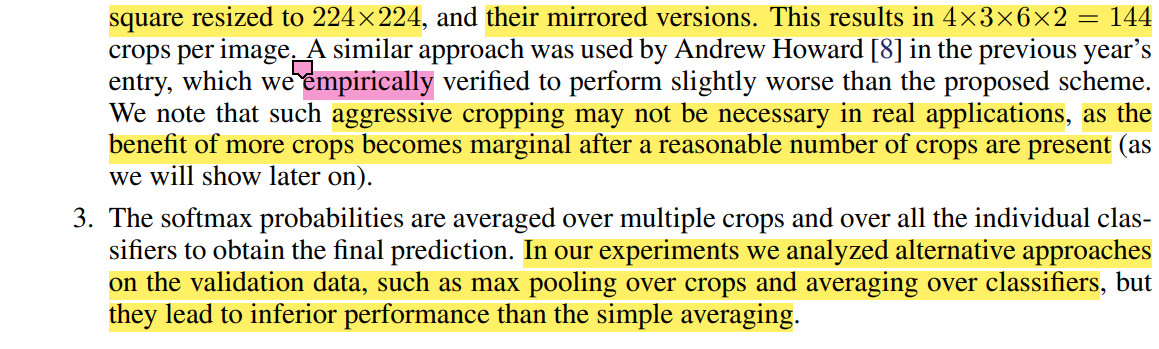 square resized to 224×224, and their mirrored versions. This results in 4×3×6×2 = 144
crops per image. A similar approach was used by Andrew Howard [8] in the previous year's
entry, which we empirically verified to perform slightly worse than the proposed scheme.
We note that such aggressive cropping may not be necessary in real applications, as the
benefit of more crops becomes marginal after a reasonable number of crops are present (as
we will show later on).
3. The softmax probabilities are averaged over multiple crops and over all the individual clas-
sifiers to obtain the final prediction. In our experiments we analyzed alternative approaches
on the validation data, such as max pooling over crops and averaging over classifiers, but
they lead to inferior performance than the simple averaging.